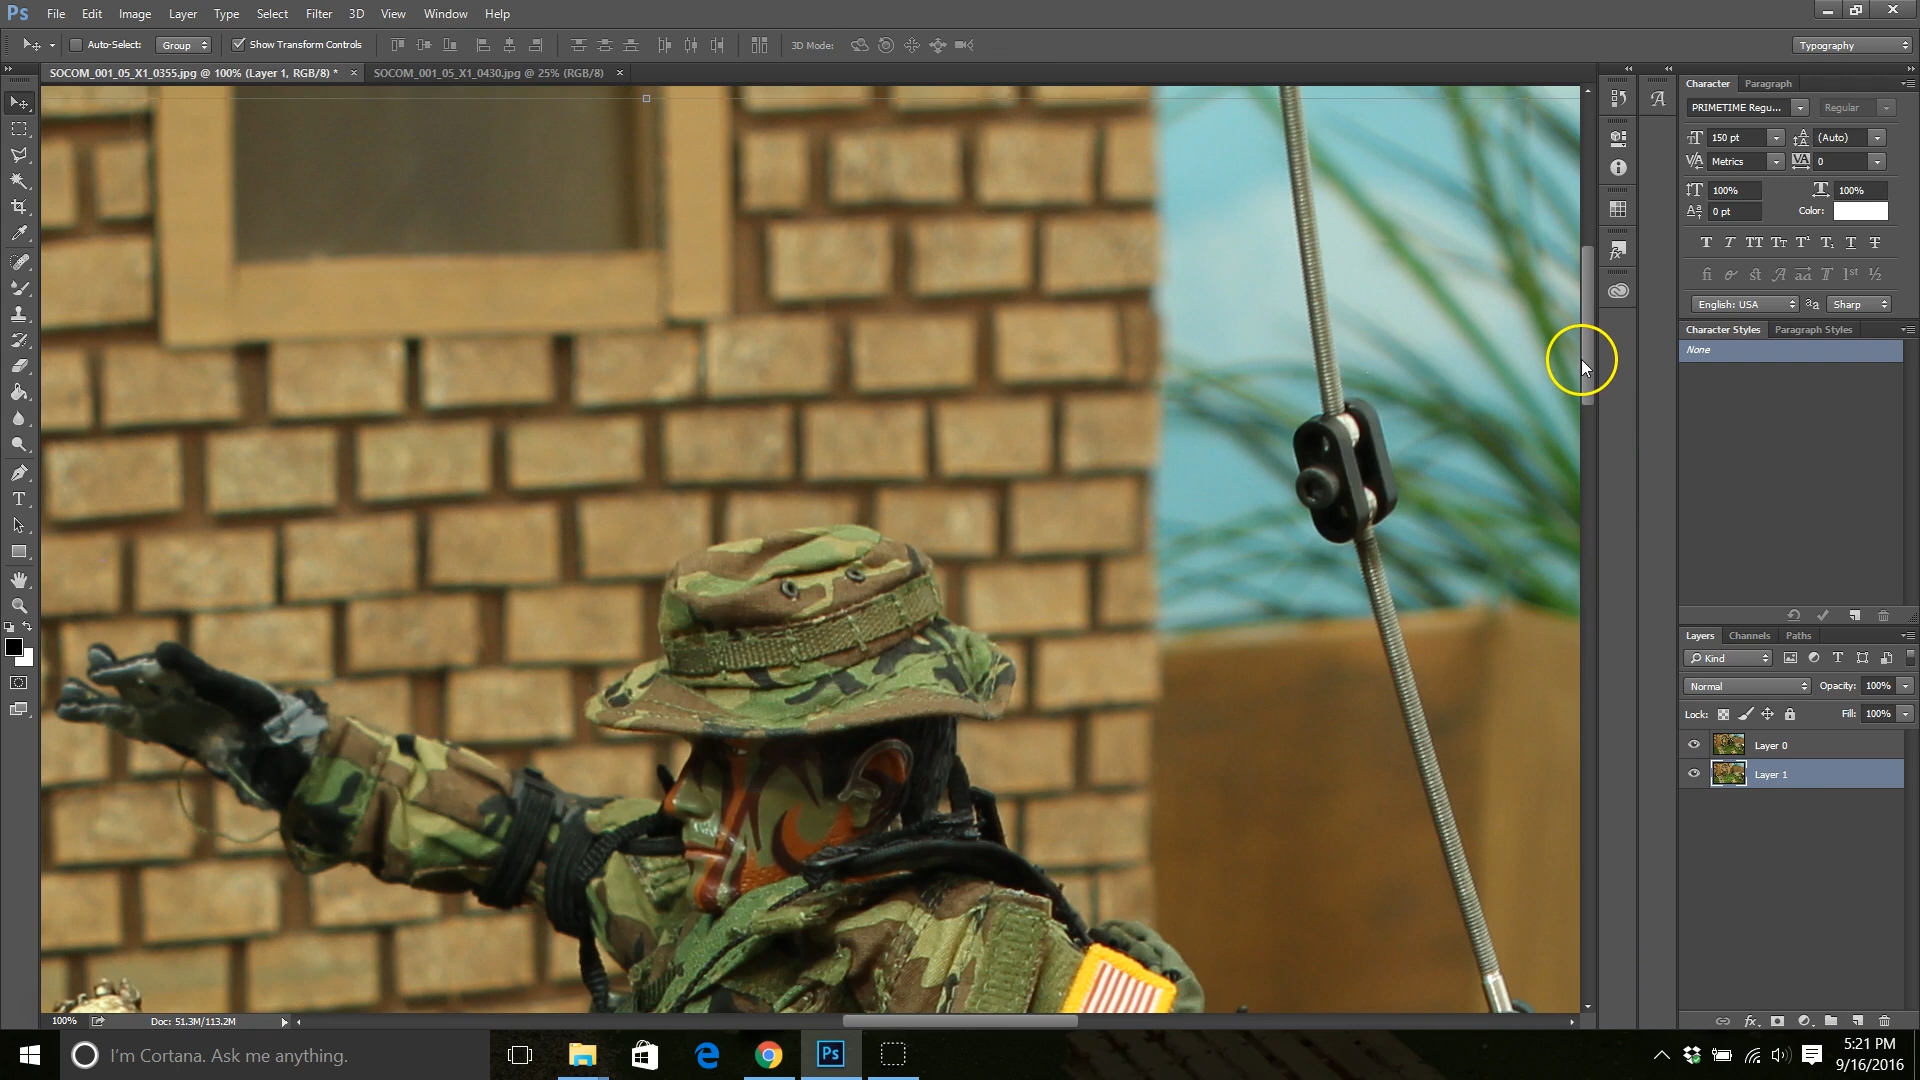 Ps File Edit Image Layer Type Select Filter 3D View Window Help
Auto-Select: Group Show Transform Controls 3D Mode: Typography
SOCOM_001_05_X1_0355.jpg @ 100% (Layer 1, RGB/8) * × SOCOM_001_05_X1_0430.jpg @ 25% (RGB/8) ×
Character Paragraph
PRIMETIME Regu... Regular
150 pt (Auto)
Metrics 0
100% 100%
0 pt Color:
English: USA aa Sharp
Character Styles Paragraph Styles
None
Layers Channels Paths
Kind
Normal Opacity: 100%
Lock: Fill: 100%
Layer 0
Layer 1
100% Doc: 51.3M/113.2M
I'm Cortana. Ask me anything.
Ps
5:21 PM
9/16/2016